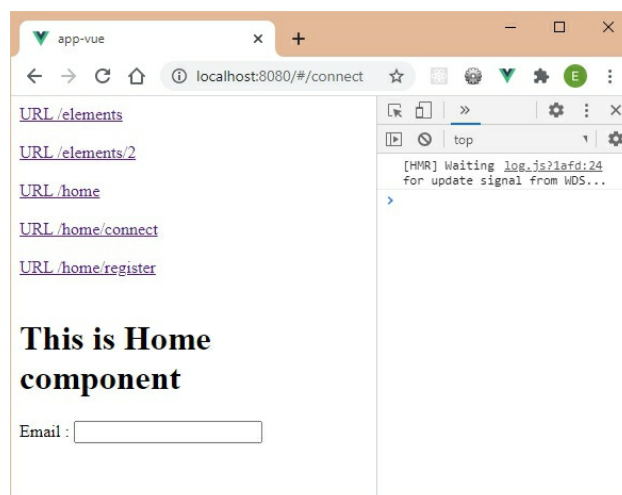 app-vue
localhost:8080/#/connect
E
URL /elements
URL /elements/2
URL /home
URL /home/connect
URL /home/register
This is Home
component
Email :
top
[HMR] Waiting log.js?1afd:24
for update signal from WDS...